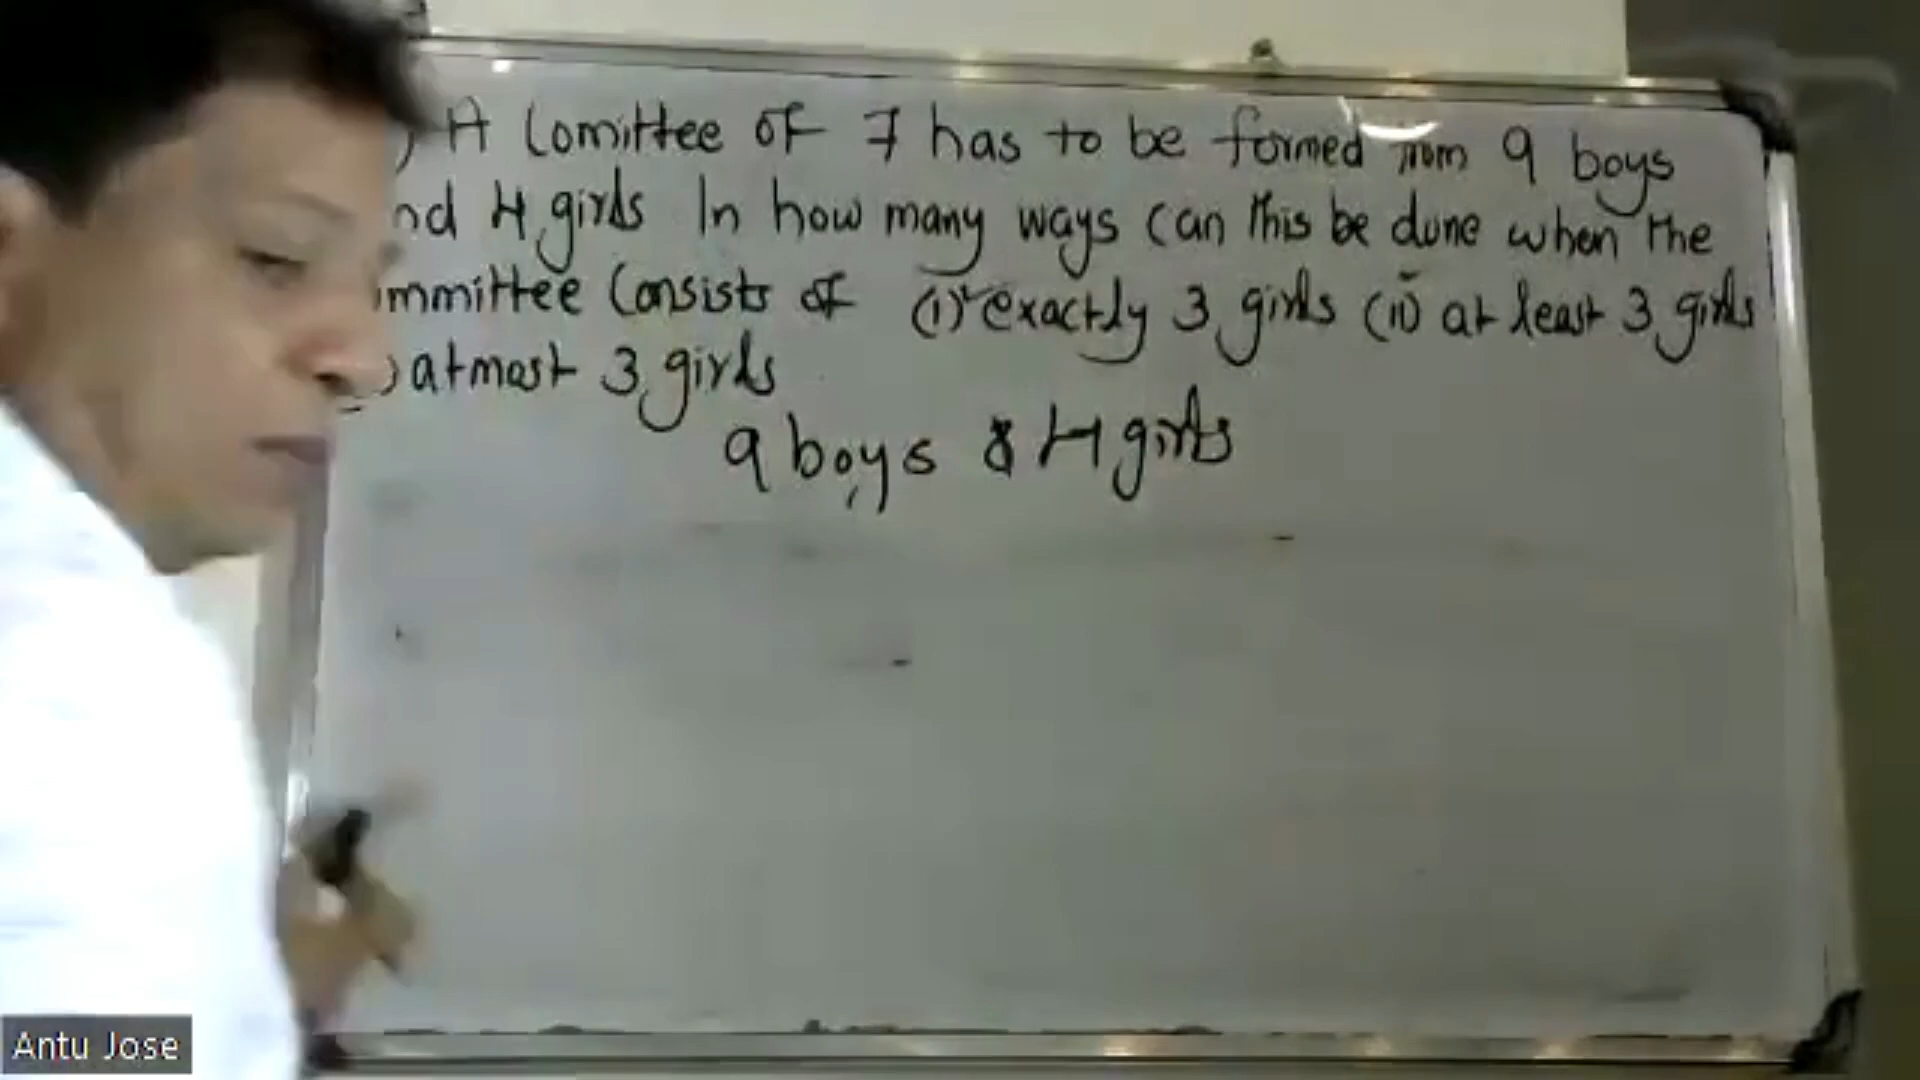 ) A Comittee of 7 has to be formed from 9 boys
nd 4 girls In how many ways can this be done when the
mmittee Consists of (i) exactly 3 girls (ii) at least 3 girls
) atmost 3 girls
9 boys & 4 girls
Antu Jose